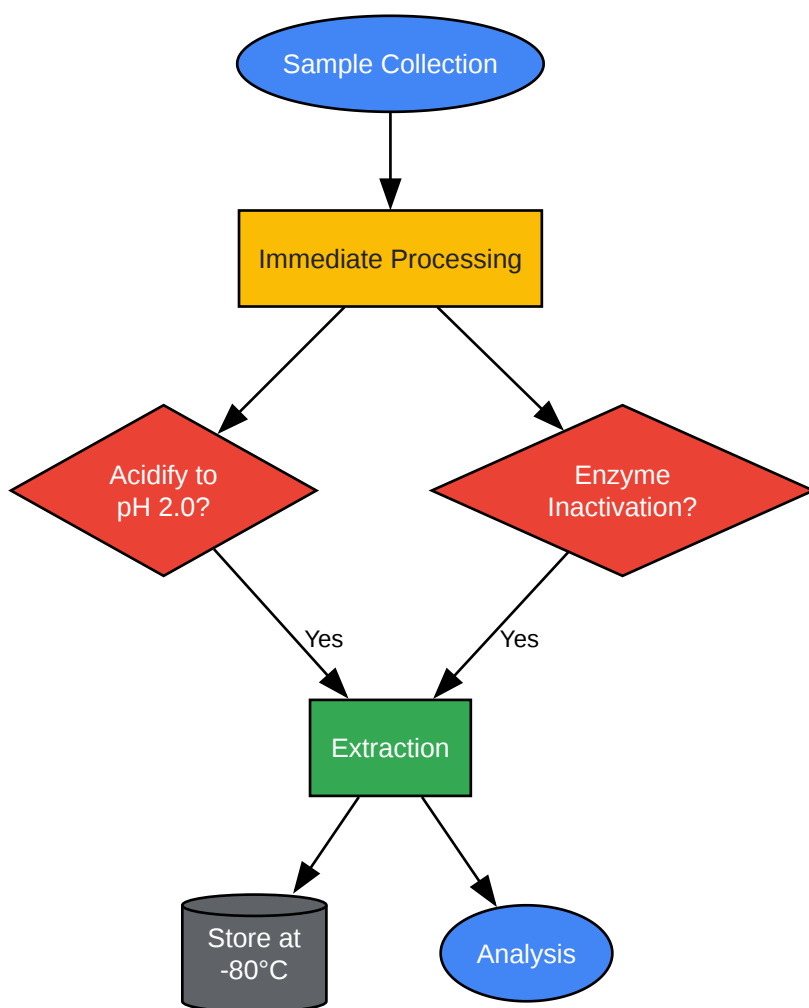 Sample Collection
Immediate Processing
Acidify to
pH 2.0?
Enzyme
Inactivation?
Yes
Yes
Extraction
Store at
-80°C
Analysis